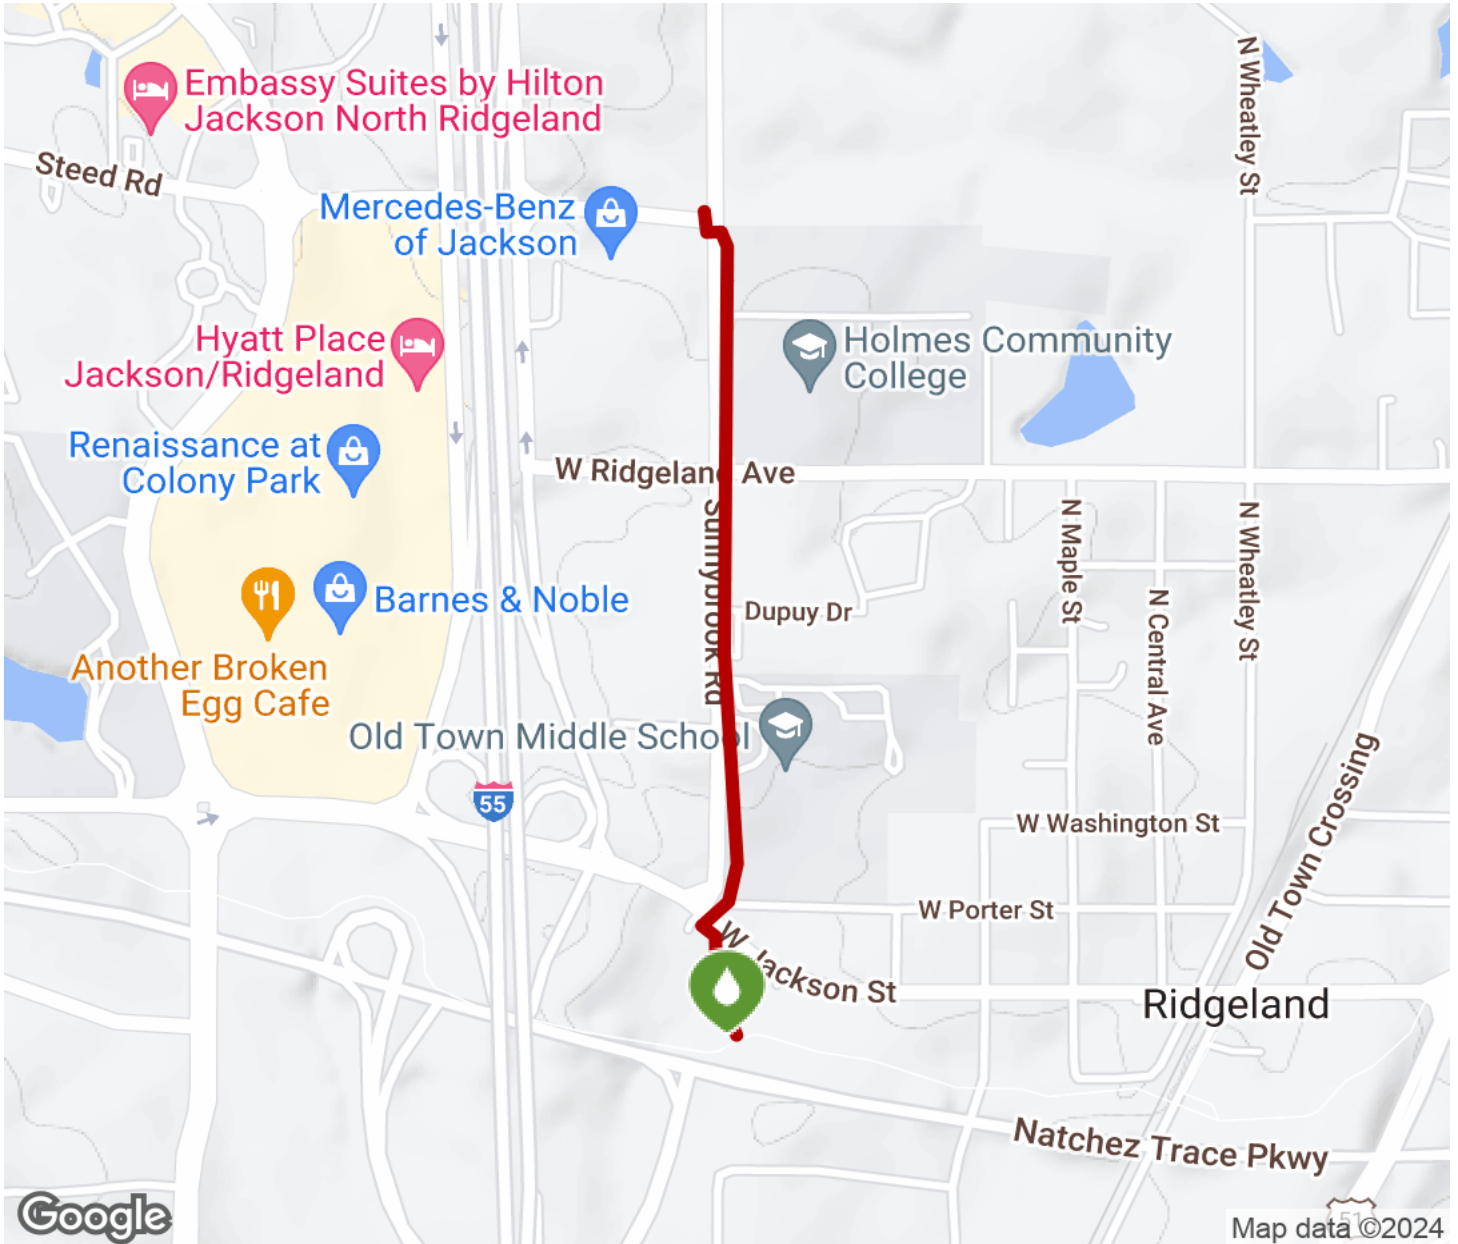 N Wheatley St
Embassy Suites by Hilton
Jackson North Ridgeland
Steed Rd
Mercedes-Benz
of Jackson
Hyatt Place
Jackson/Ridgeland
Holmes Community
College
Renaissance at
Colony Park
W Ridgeland Ave
Sunnybrook Rd
N Maple St
N Wheatley St
Barnes & Noble
Dupuy Dr
N Central Ave
Another Broken
Egg Cafe
Old Town Middle School
55
W Washington St
Old Town Crossing
W Porter St
W Jackson St
Ridgeland
Natchez Trace Pkwy
51
Google
Map data ©2024